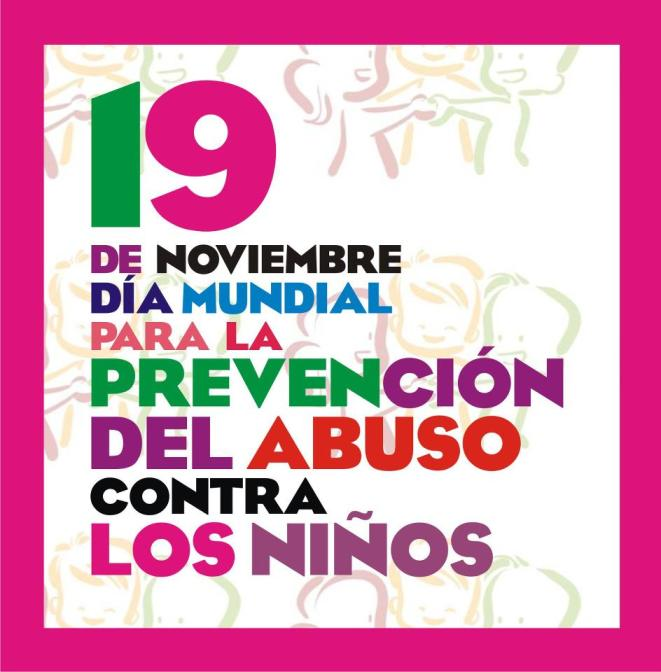 19
DE NOVIEMBRE
DÍA MUNDIAL
PARA LA
PREVENCIÓN
DEL ABUSO
CONTRA
LOS NIÑOS